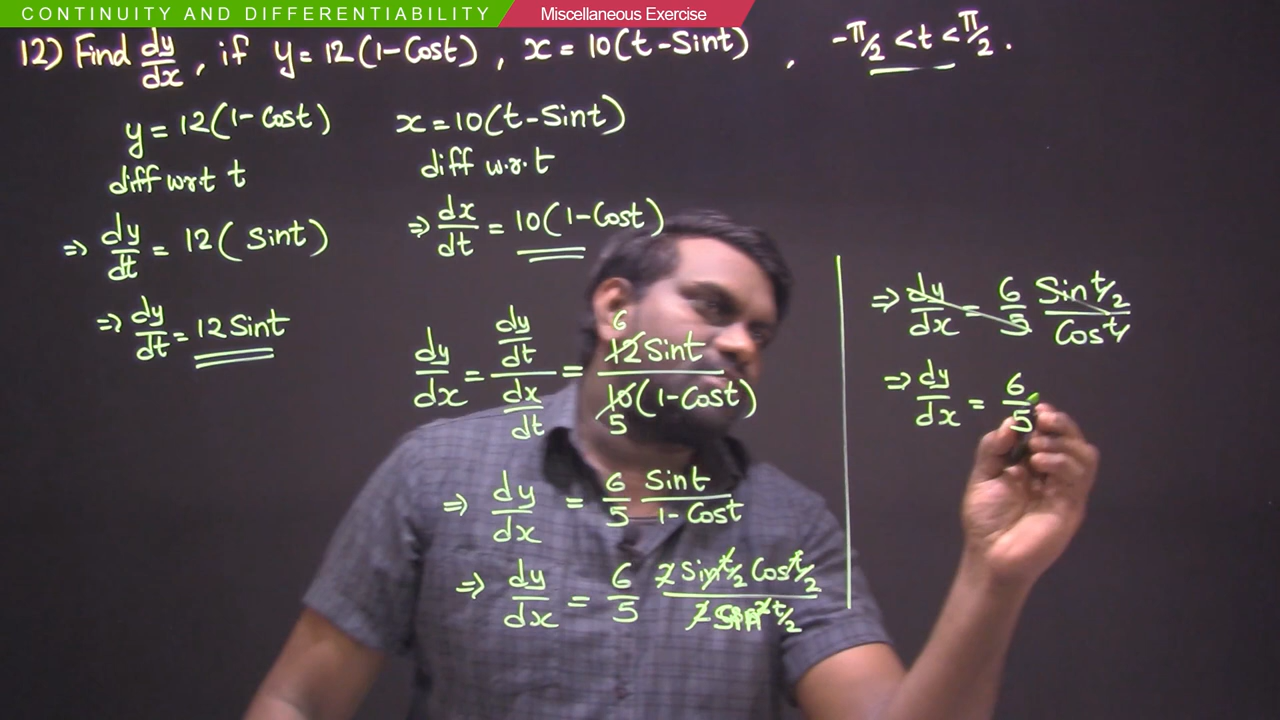 CONTINUITY AND DIFFERENTIABILITY
Miscellaneous Exercise
12) Find dy/dx, if y = 12(1-Cost), x = 10(t-Sint), -π/2 < t < π/2.
y = 12(1-Cost)
diff wrt t
⇒ dy/dt = 12( Sint)
⇒ dy/dt = 12 Sint
x = 10(t-Sint)
diff w.r.t
⇒ dx/dt = 10(1-Cost)
dy/dx = (dy/dt)/(dx/dt) = 12 Sint / 10(1-Cost)
6
5
⇒ dy/dx = 6/5 Sint/(1-Cost)
⇒ dy/dx = 6/5 2 Sin t/2 Cos t/2 / 2 Sin² t/2
⇒ dy/dx = 6/5 Sin t/2 / Cos t/
⇒ dy/dx = 6/5